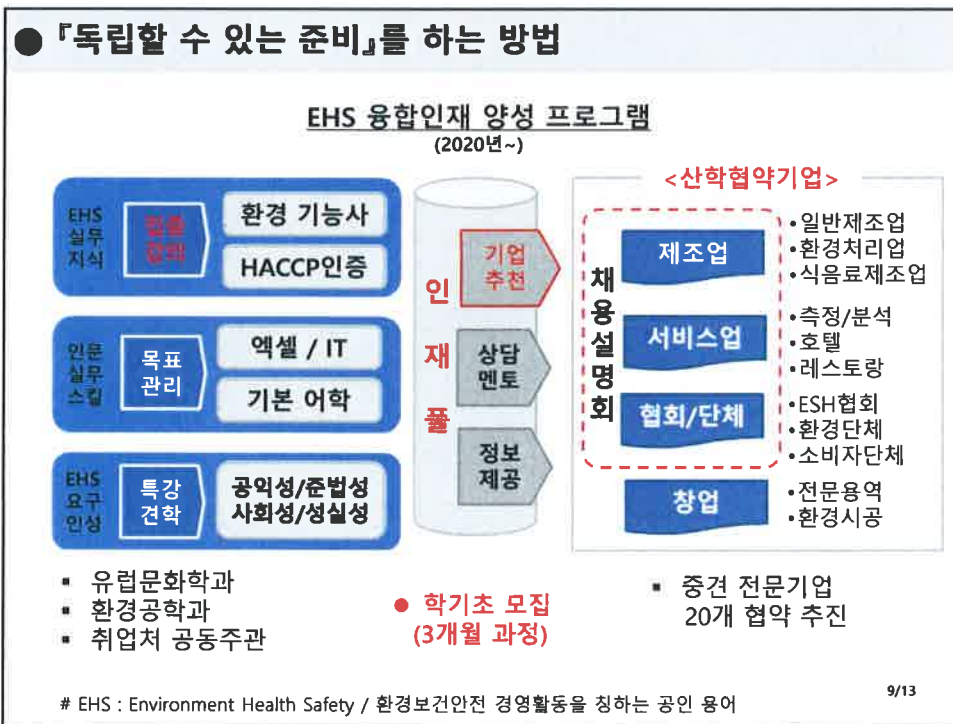 ● 『독립할 수 있는 준비』를 하는 방법
EHS 융합인재 양성 프로그램
(2020년~)
EHS
실무
지식
환경 기능사
HACCP인증
인문
실무
스킬
목표
관리
엑셀 / IT
기본 어학
EHS
요구
인성
특강
견학
공익성/준법성
사회성/성실성
인
재
풀
기업
추천
상담
멘토
정보
제공
<산학협약기업>
채
용
설
명
회
제조업
•일반제조업
•환경처리업
•식음료제조업
서비스업
•측정/분석
•호텔
•레스토랑
협회/단체
•ESH협회
•환경단체
•소비자단체
창업
•전문용역
•환경시공
▪ 유럽문화학과
▪ 환경공학과
▪ 취업처 공동주관
● 학기초 모집
(3개월 과정)
▪ 중견 전문기업
20개 협약 추진
# EHS : Environment Health Safety / 환경보건안전 경영활동을 칭하는 공인 용어
9/13